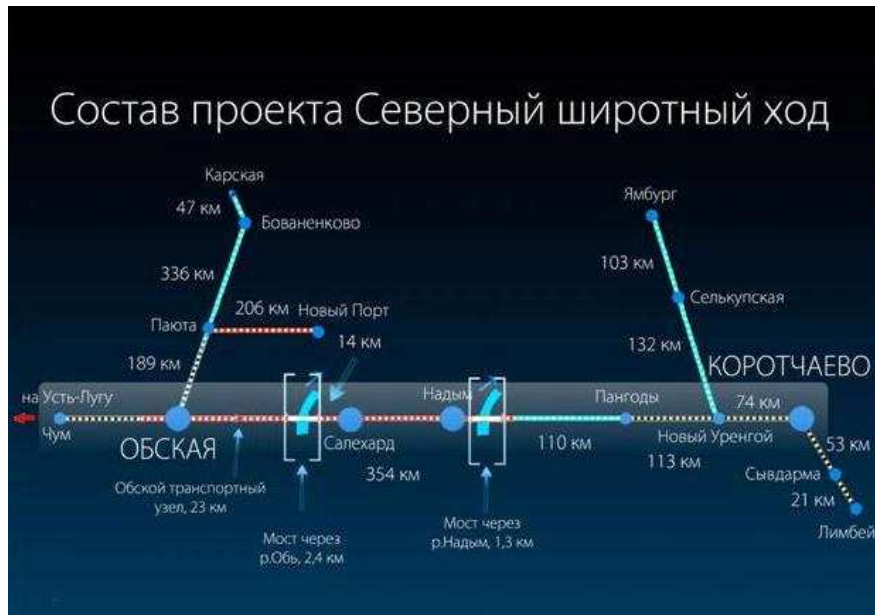 Состав проекта Северный широтный ход
Карская
47 км
Бованенково
336 км
206 км
Новый Порт
Паюта
14 км
189 км
Ямбург
103 км
Селькупская
132 км
КОРОТЧАЕВО
на Усть-Лугу
Надым
Пангоды
74 км
Чум
ОБСКАЯ
Салехард
110 км
Новый Уренгой
53 км
354 км
113 км
Сывдарма
Обской транспортный
узел, 23 км
21 км
Мост через
р.Обь, 2,4 км
Мост через
р.Надым, 1,3 км
Лимбей